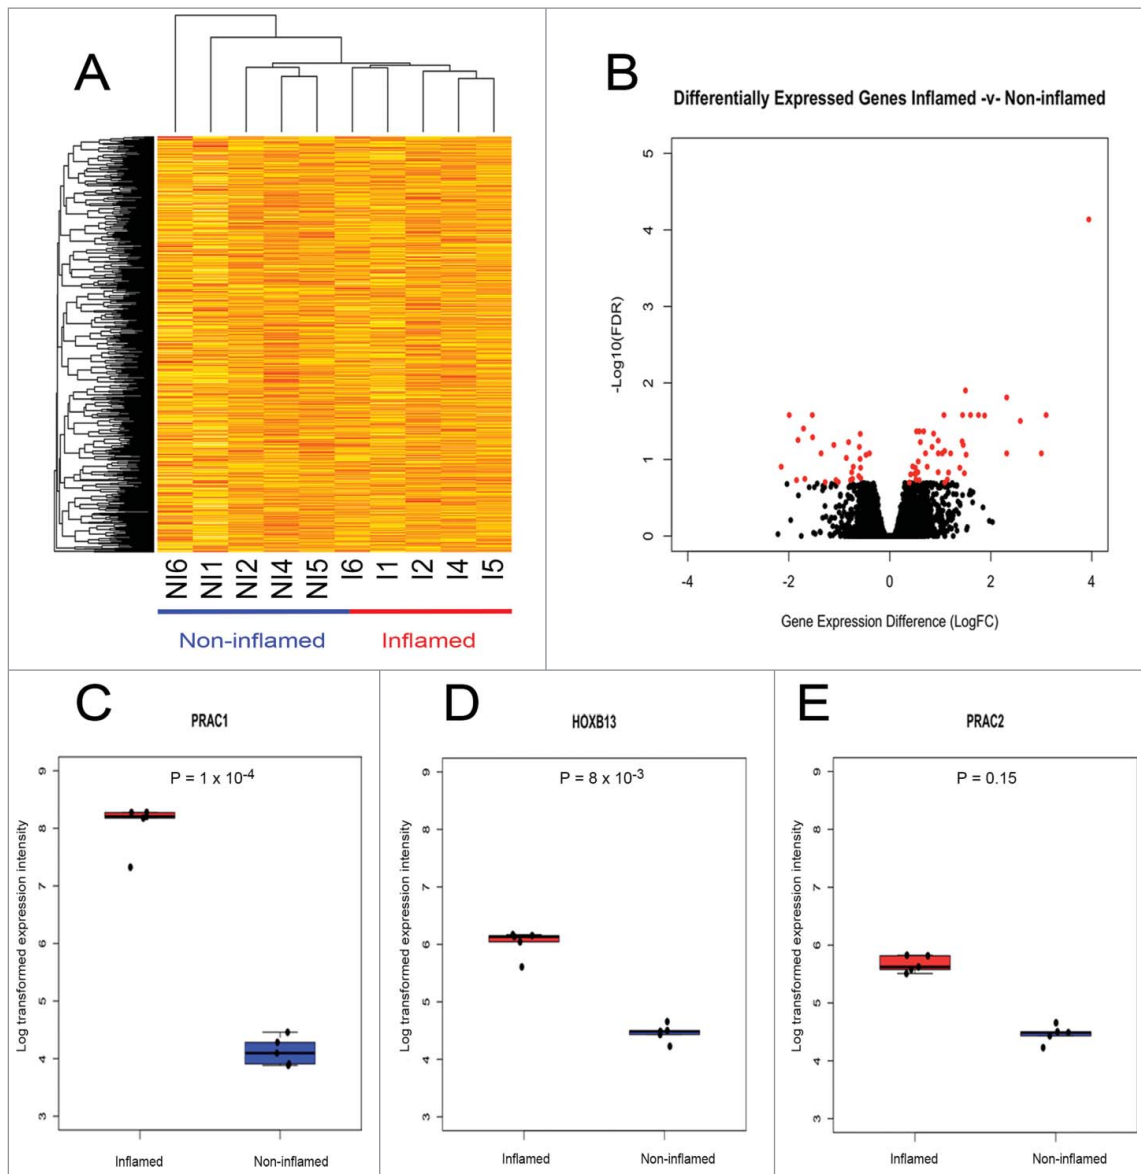 A
NI6
NI1
NI2
NI4
NI5
I6
I1
I2
I4
I5
Non-inflamed
Inflamed
B
Differentially Expressed Genes Inflamed -v- Non-inflamed
-Log10(FDR)
5
4
3
2
1
0
-4
-2
0
2
4
Gene Expression Difference (LogFC)
C
PRAC1
P = 1 x 10-4
Log transformed expression intensity
9
8
7
6
5
4
3
Inflamed
Non-inflamed
D
HOXB13
P = 8 x 10-3
Log transformed expression intensity
9
8
7
6
5
4
3
Inflamed
Non-inflamed
E
PRAC2
P = 0.15
Log transformed expression intensity
9
8
7
6
5
4
3
Inflamed
Non-inflamed